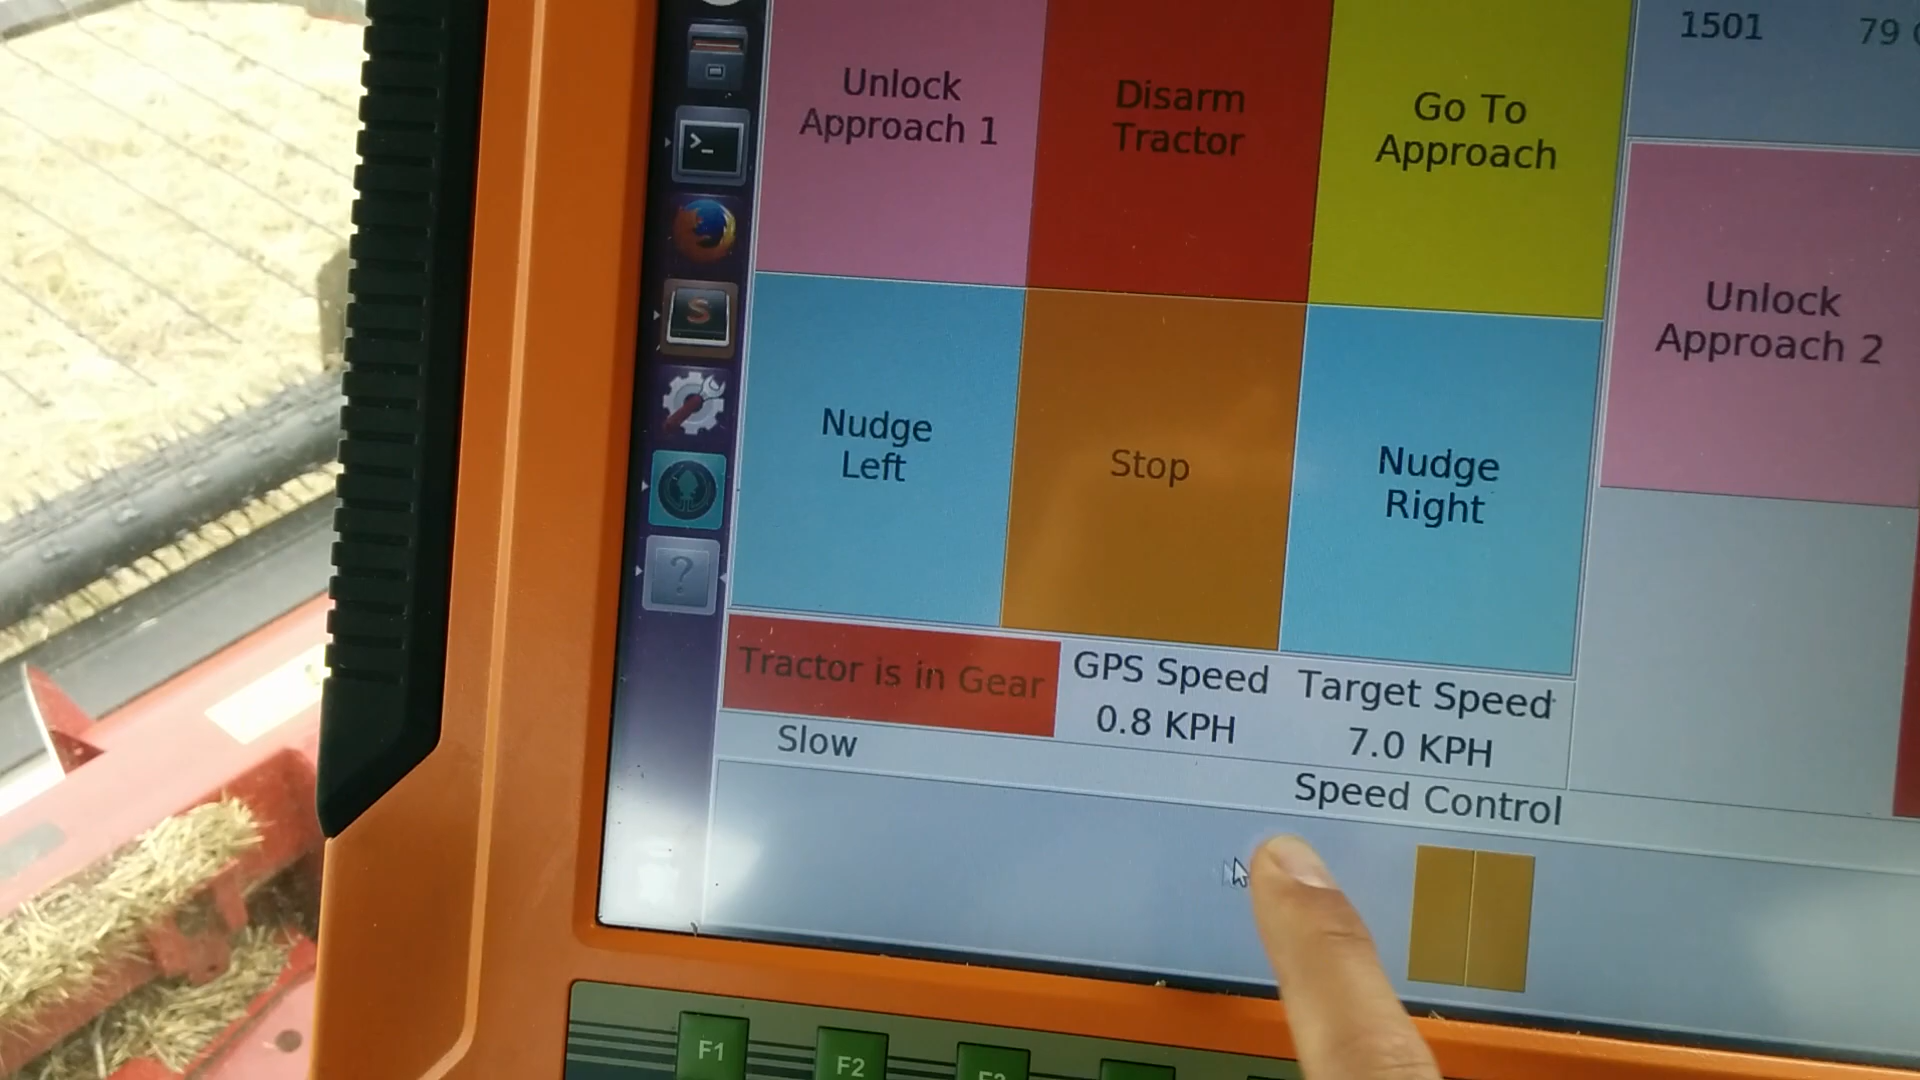 1501
79
Unlock
Approach 1
Disarm
Tractor
Go To
Approach
Unlock
Approach 2
Nudge
Left
Stop
Nudge
Right
Tractor is in Gear
GPS Speed
0.8 KPH
Target Speed
7.0 KPH
Slow
Speed Control
>_
S
?
F1
F2